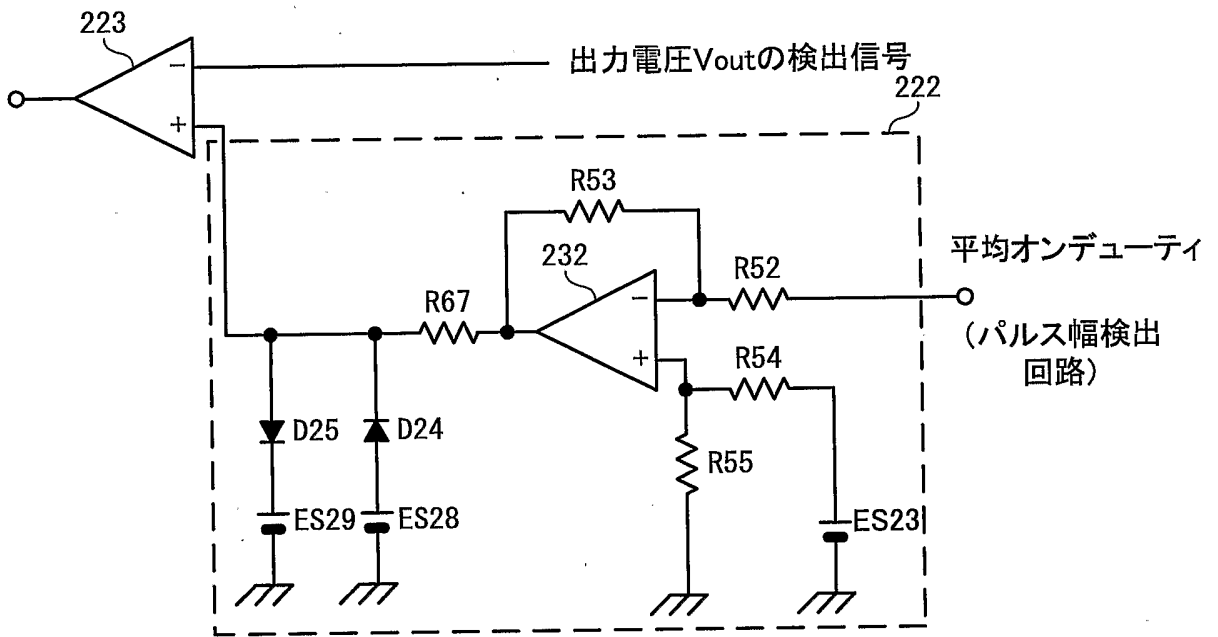 223
出力電圧Voutの検出信号
222
−
+
R53
232
平均オンデューティ
R52
R67
−
(パルス幅検出
回路)
+
R54
D25
D24
R55
ES29
ES28
ES23